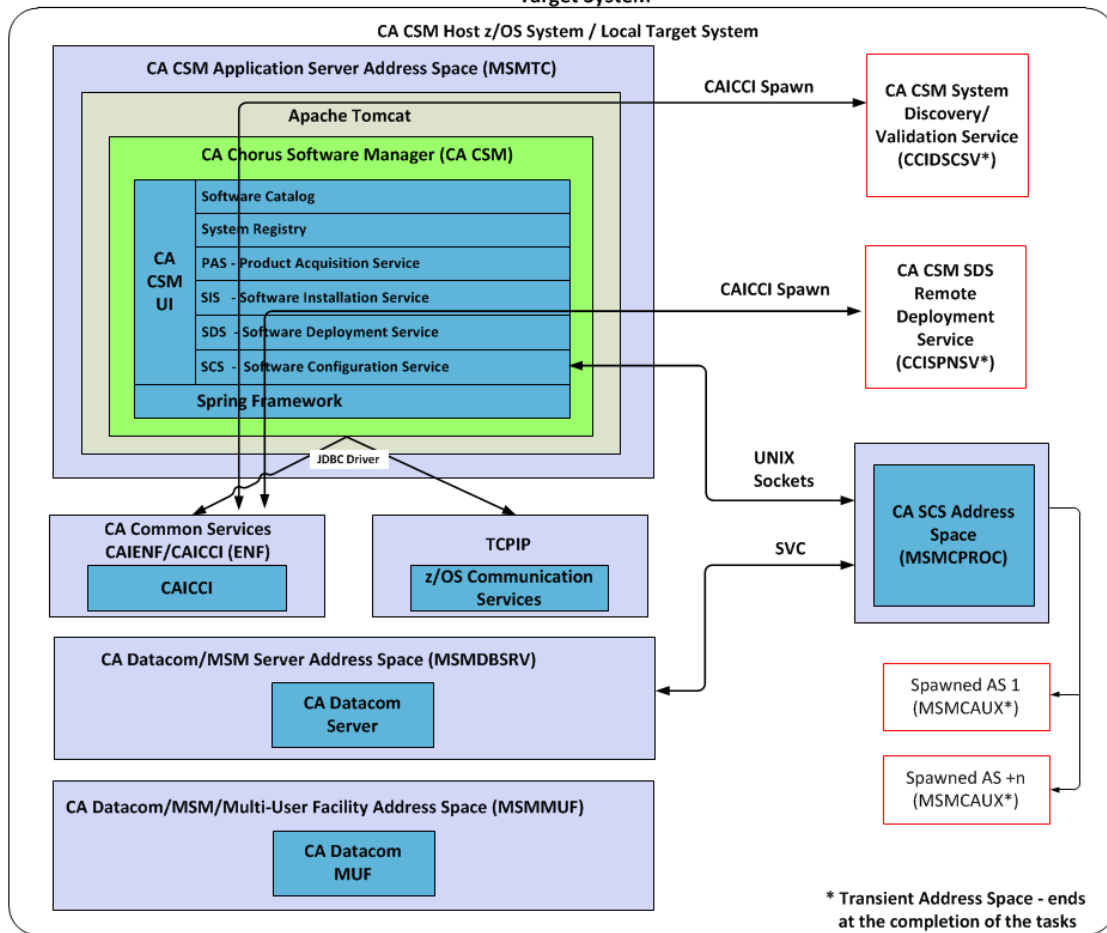 Target System
CA CSM Host z/OS System / Local Target System
CA CSM Application Server Address Space (MSMTC)
Apache Tomcat
CA Chorus Software Manager (CA CSM)
CA
CSM
UI
Software Catalog
System Registry
PAS - Product Acquisition Service
SIS - Software Installation Service
SDS - Software Deployment Service
SCS - Software Configuration Service
Spring Framework
JDBC Driver
CAICCI Spawn
CA CSM System
Discovery/
Validation Service
(CCIDSCSV*)
CAICCI Spawn
CA CSM SDS
Remote
Deployment
Service
(CCISPNSV*)
UNIX
Sockets
SVC
CA SCS Address
Space
(MSMCPROC)
CA Common Services
CAIENF/CAICCI (ENF)
CAICCI
TCPIP
z/OS Communication
Services
CA Datacom/MSM Server Address Space (MSMDBSRV)
CA Datacom
Server
Spawned AS 1
(MSMCAUX*)
Spawned AS +n
(MSMCAUX*)
CA Datacom/MSM/Multi-User Facility Address Space (MSMMUF)
CA Datacom
MUF
* Transient Address Space - ends
at the completion of the tasks